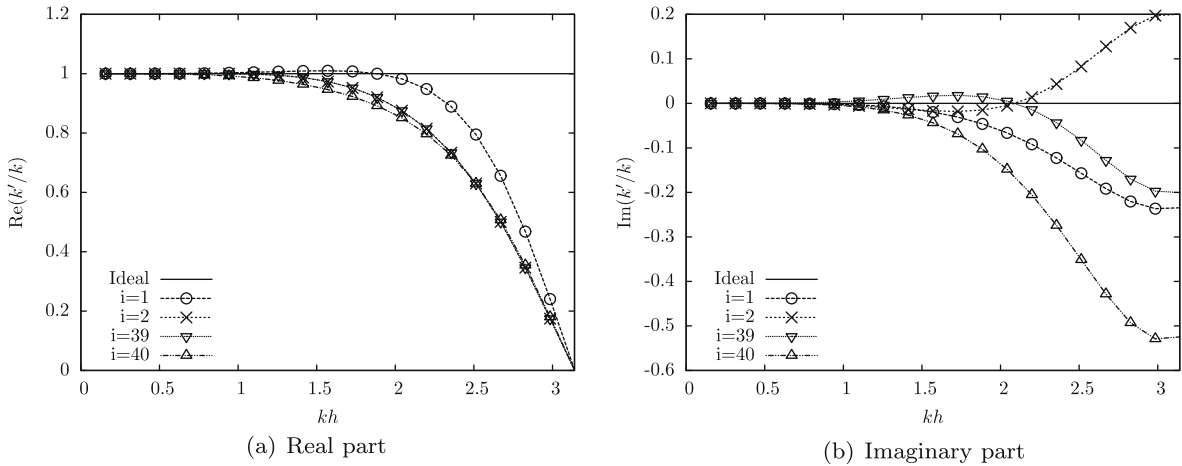 1.2
1
0.8
0.6
0.4
0.2
0
Re(k′/k)
Ideal
i=1
i=2
i=39
i=40
0 0.5 1 1.5 2 2.5 3
kh
(a) Real part
0.2
0.1
0
-0.1
-0.2
-0.3
-0.4
-0.5
-0.6
Im(k′/k)
Ideal
i=1
i=2
i=39
i=40
0 0.5 1 1.5 2 2.5 3
kh
(b) Imaginary part